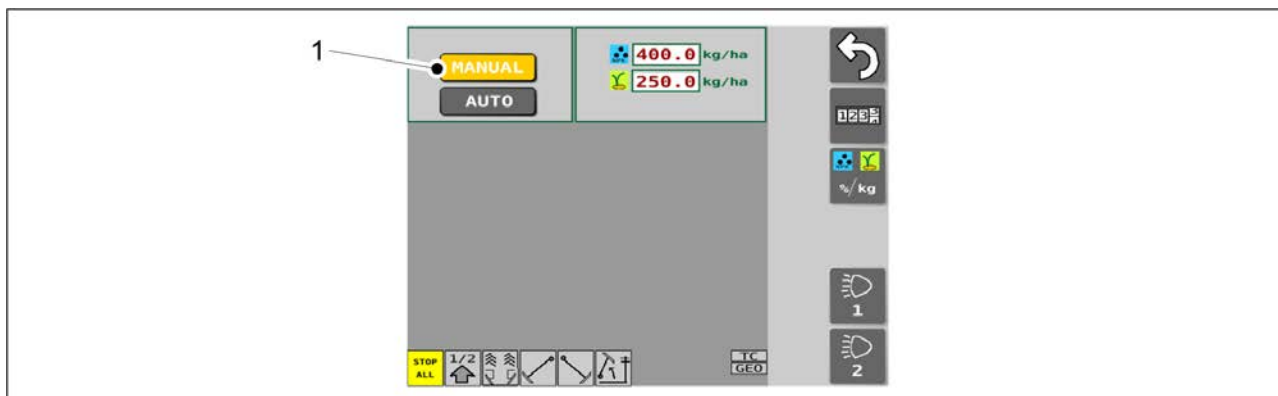 1
MANUAL
AUTO
400.0 kg/ha
250.0 kg/ha
%/kg
1
2
STOP
ALL
1/2
TC
GEO